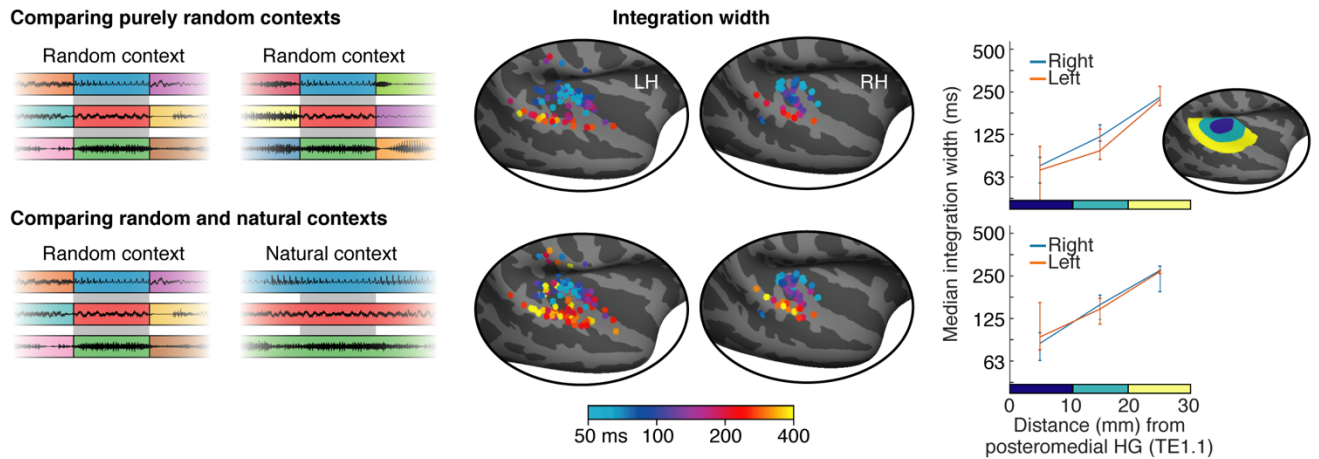 Comparing purely random contexts
Random context
Random context
Comparing random and natural contexts
Random context
Natural context
Integration width
LH
RH
50 ms
100
200
400
Median integration width (ms)
500
250
125
63
Right
Left
500
250
125
63
Right
Left
0
10
20
30
Distance (mm) from
posteromedial HG (TE1.1)